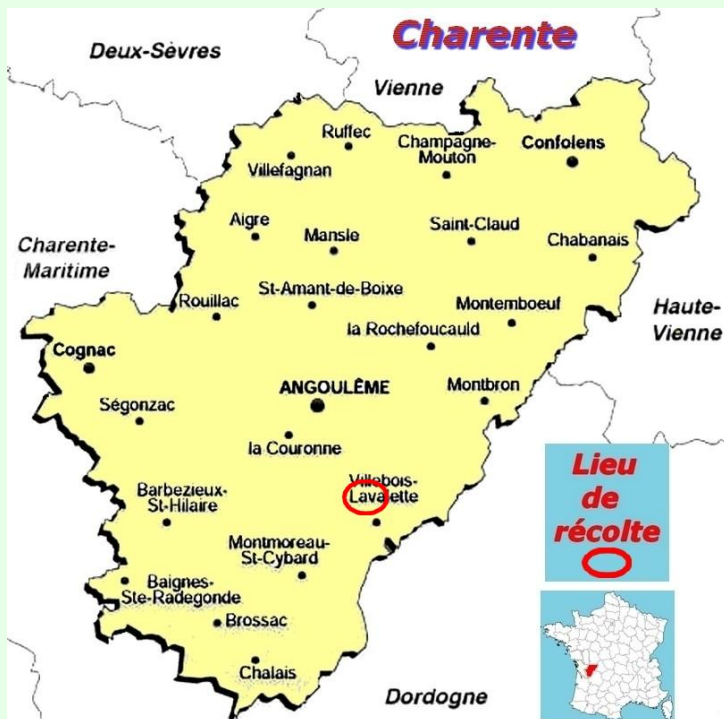 Charente
Deux-Sèvres
Vienne
Ruffec
Champagne-
Mouton
Confolens
Villefagnan
Aigre
Mansle
Saint-Claud
Chabanais
Charente-
Maritime
Rouillac
St-Amant-de-Boixe
Montemboeuf
Haute-
Vienne
la Rochefoucauld
Cognac
ANGOULÊME
Montbron
Ségonzac
la Couronne
Villebois-
Lavalette
Barbezieux-
St-Hilaire
Montmoreau-
St-Cybard
Baignes-
Ste-Radegonde
Brossac
Chalais
Dordogne
Lieu
de
récolte